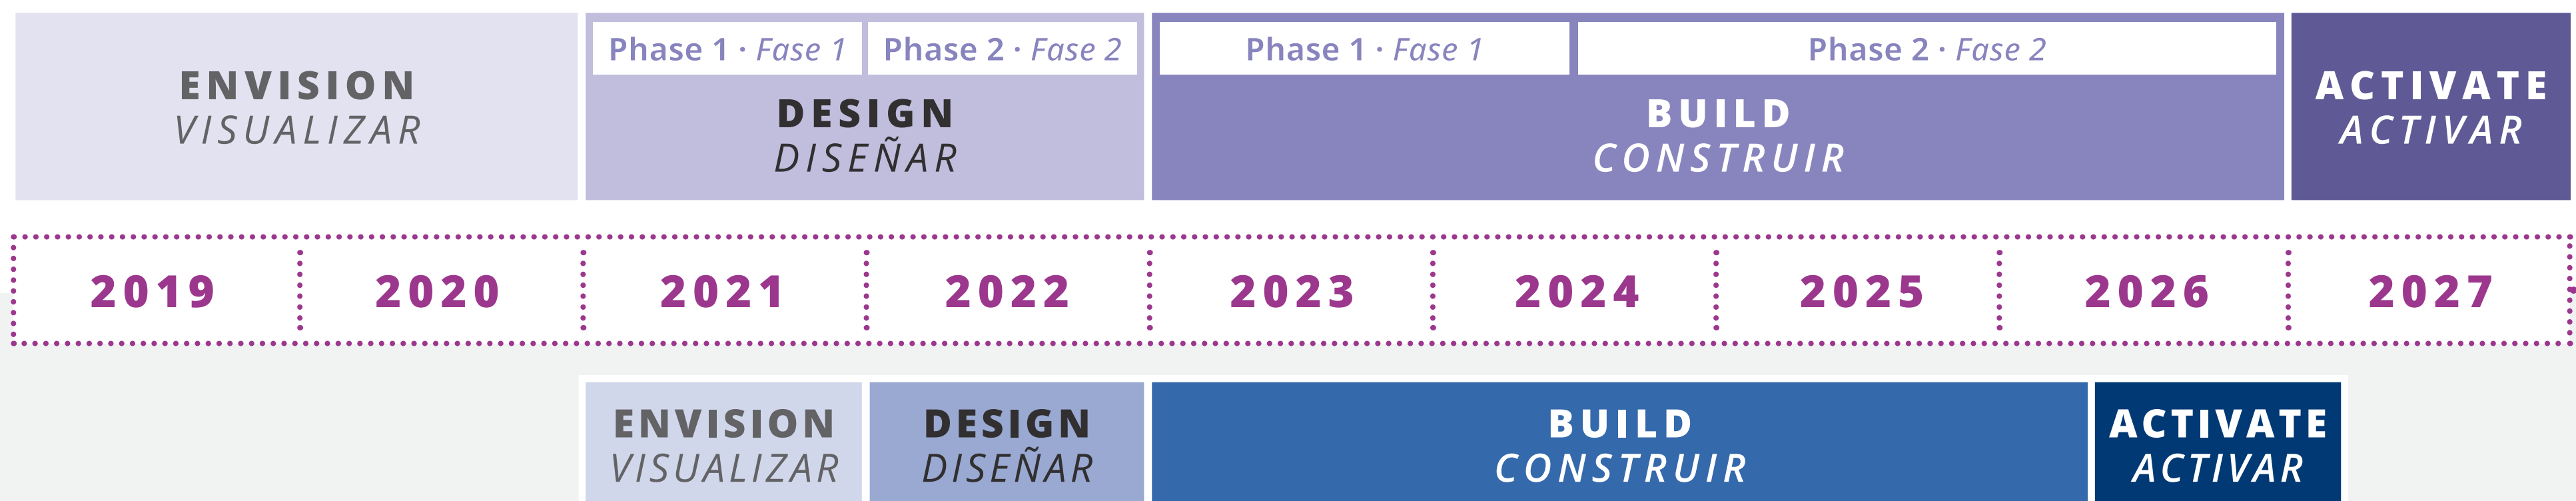 ENVISION
VISUALIZAR
Phase 1 · Fase 1
Phase 2 · Fase 2
DESIGN
DISEÑAR
Phase 1 · Fase 1
Phase 2 · Fase 2
BUILD
CONSTRUIR
ACTIVATE
ACTIVAR
2019 2020 2021 2022 2023 2024 2025 2026 2027
ENVISION
VISUALIZAR
DESIGN
DISEÑAR
BUILD
CONSTRUIR
ACTIVATE
ACTIVAR